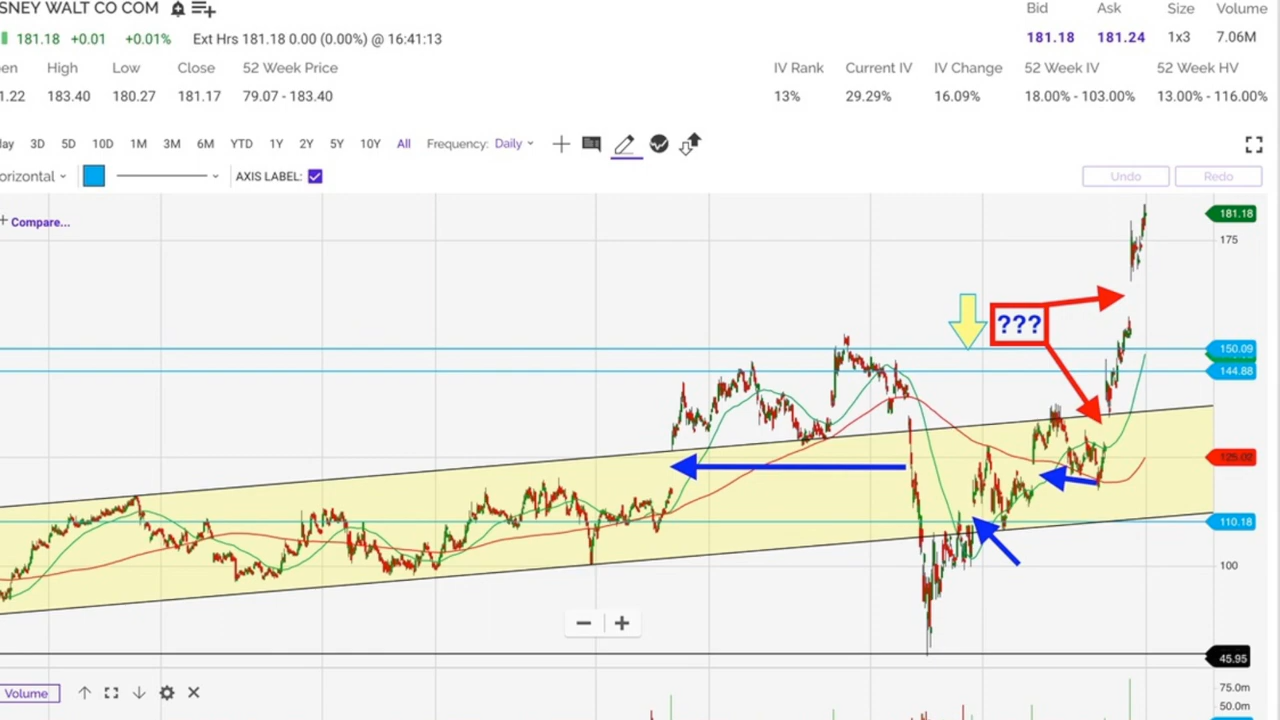 SNEY WALT CO COM
Bid Ask Size Volume
181.18 +0.01 +0.01% Ext Hrs 181.18 0.00 (0.00%) @ 16:41:13
181.18 181.24 1x3 7.06M
en High Low Close 52 Week Price
IV Rank Current IV IV Change 52 Week IV 52 Week HV
1.22 183.40 180.27 181.17 79.07 - 183.40
13% 29.29% 16.09% 18.00% - 103.00% 13.00% - 116.00%
ay 3D 5D 10D 1M 3M 6M YTD 1Y 2Y 5Y 10Y All Frequency: Daily
orizontal AXIS LABEL: Undo Redo
+ Compare...
181.18
175
???
150.09
144.88
125.02
110.18
100
− +
45.95
Volume
75.0m
50.0m